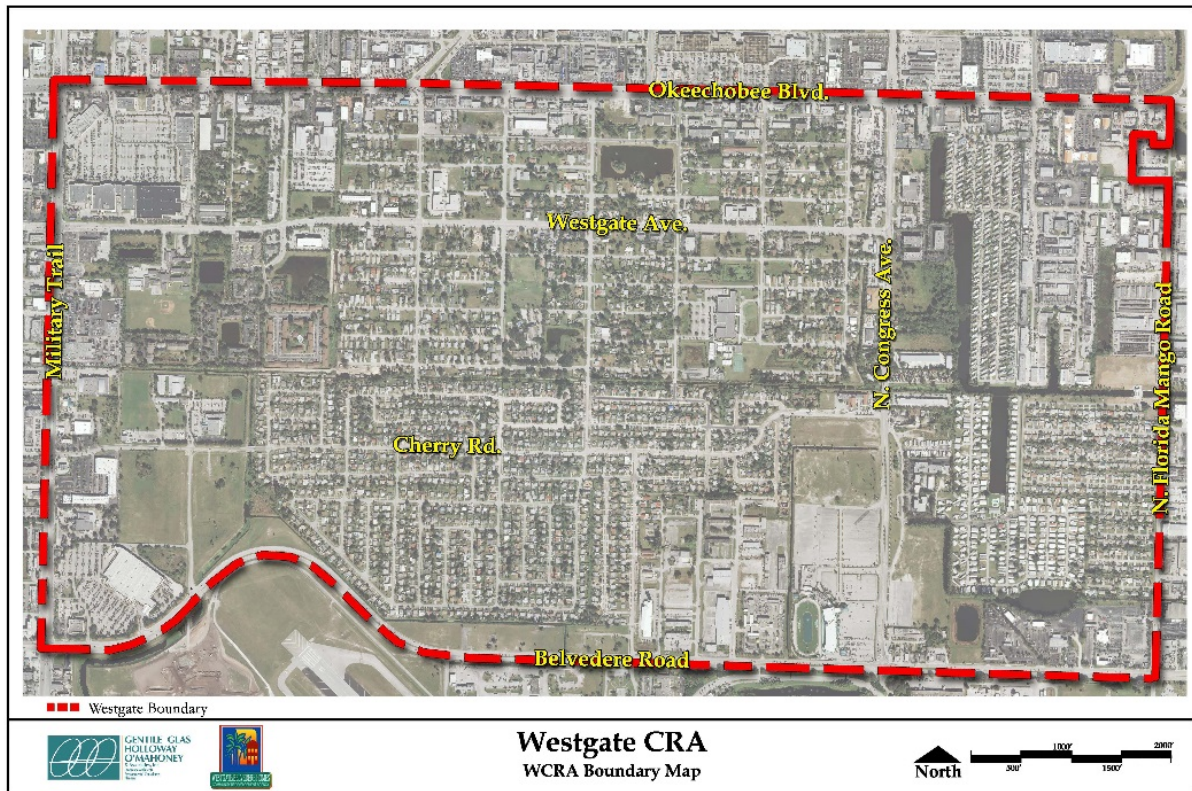 Okeechobee Blvd.
Westgate Ave.
Military Trail
N. Congress Ave.
N. Florida Mango Road
Cherry Rd.
Belvedere Road
Westgate Boundary
GENTILE GLAS
HOLLOWAY
O'MAHONEY
Westgate CRA
WCRA Boundary Map
North
1000'
2000'
500'
1500'